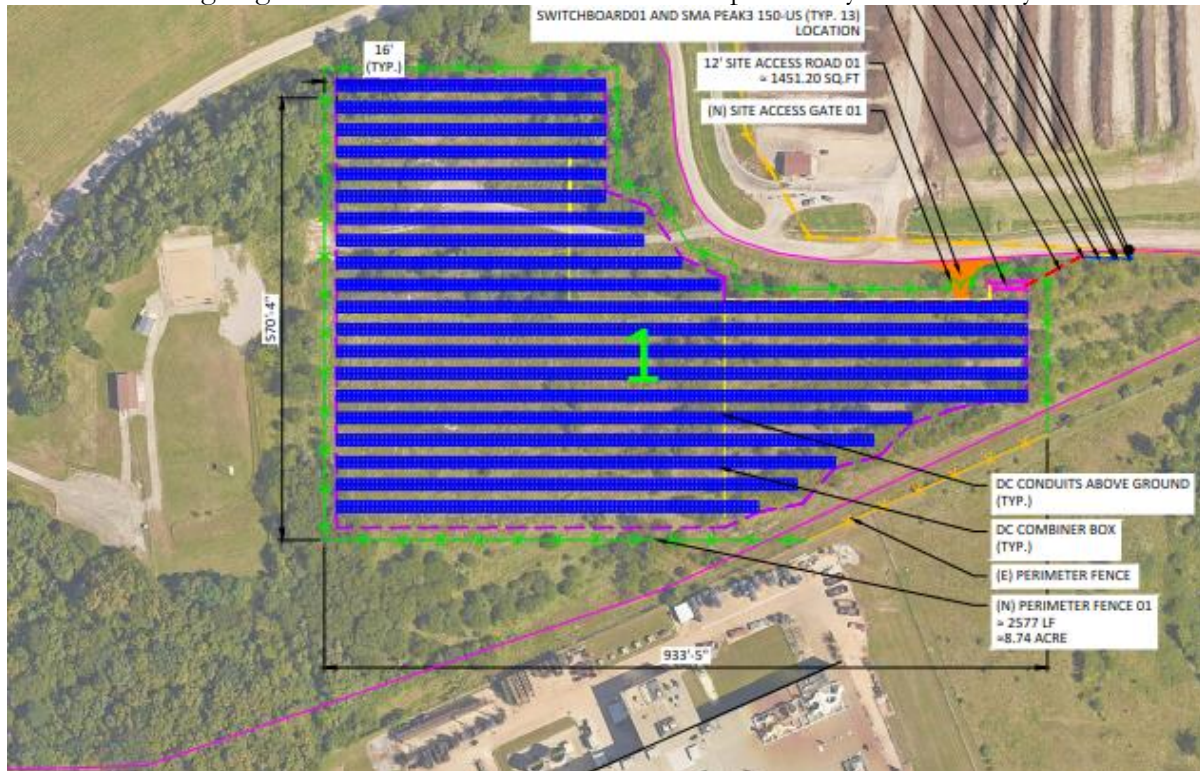 SWITCHBOARD01 AND SMA PEAK3 150-US (TYP. 13)
LOCATION
16'
(TYP.)
12' SITE ACCESS ROAD 01
≈ 1451.20 SQ.FT
(N) SITE ACCESS GATE 01
570'-4"
1
DC CONDUITS ABOVE GROUND
(TYP.)
DC COMBINER BOX
(TYP.)
(E) PERIMETER FENCE
(N) PERIMETER FENCE 01
≈ 2577 LF
≈8.74 ACRE
933'-5"